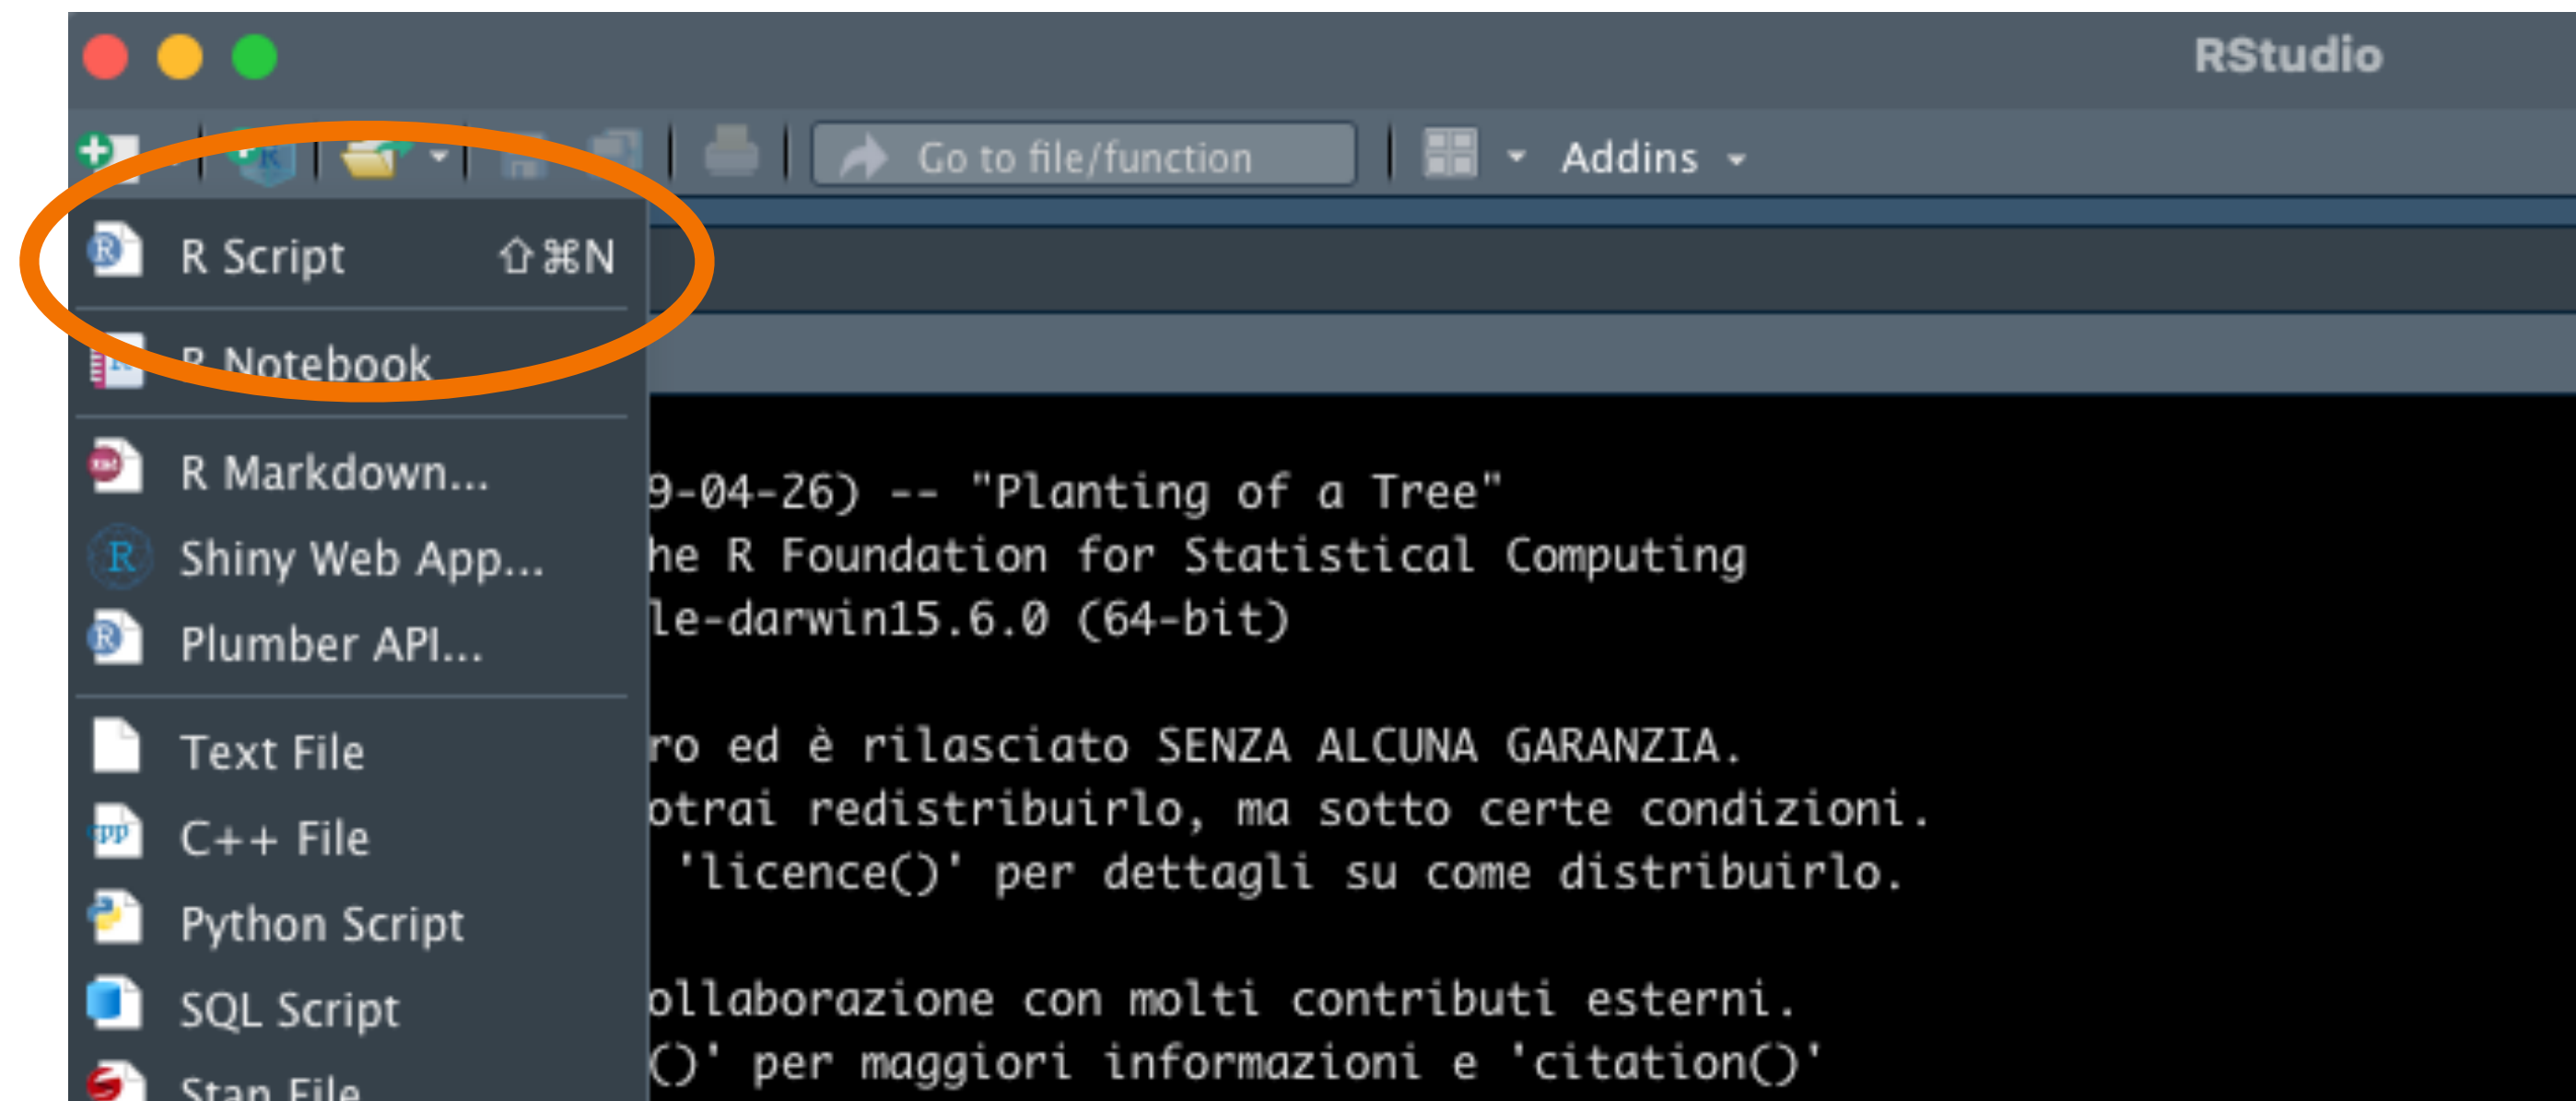 RStudio
Go to file/function
Addins
R Script ⇧⌘N
R Notebook
R Markdown...
Shiny Web App...
Plumber API...
Text File
C++ File
Python Script
SQL Script
Stan File
9-04-26) -- "Planting of a Tree"
he R Foundation for Statistical Computing
le-darwin15.6.0 (64-bit)
ro ed è rilasciato SENZA ALCUNA GARANZIA.
otrai redistribuirlo, ma sotto certe condizioni.
'licence()' per dettagli su come distribuirlo.
ollaborazione con molti contributi esterni.
()' per maggiori informazioni e 'citation()'